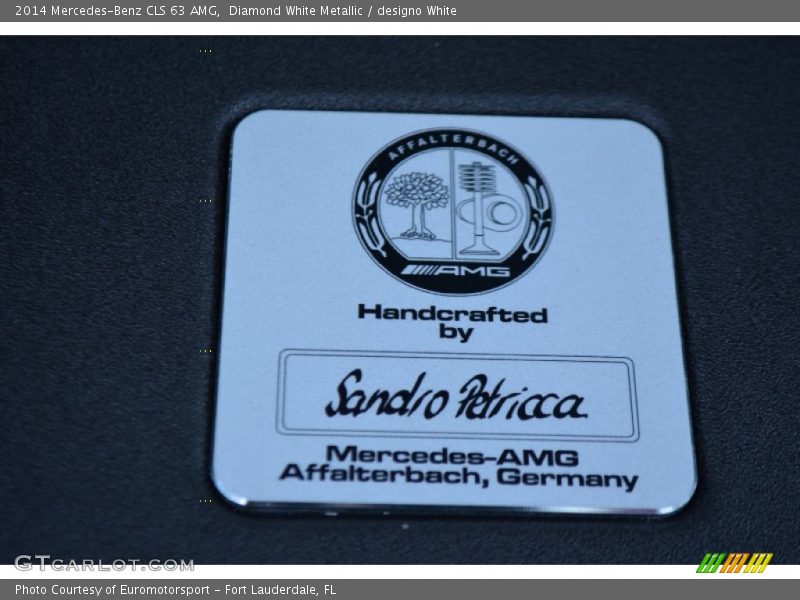 2014 Mercedes-Benz CLS 63 AMG, Diamond White Metallic / designo White
AFFALTERBACH
AMG
Handcrafted
by
Sandro Petricca
Mercedes-AMG
Affalterbach, Germany
GTCARLOT.COM
Photo Courtesy of Euromotorsport - Fort Lauderdale, FL